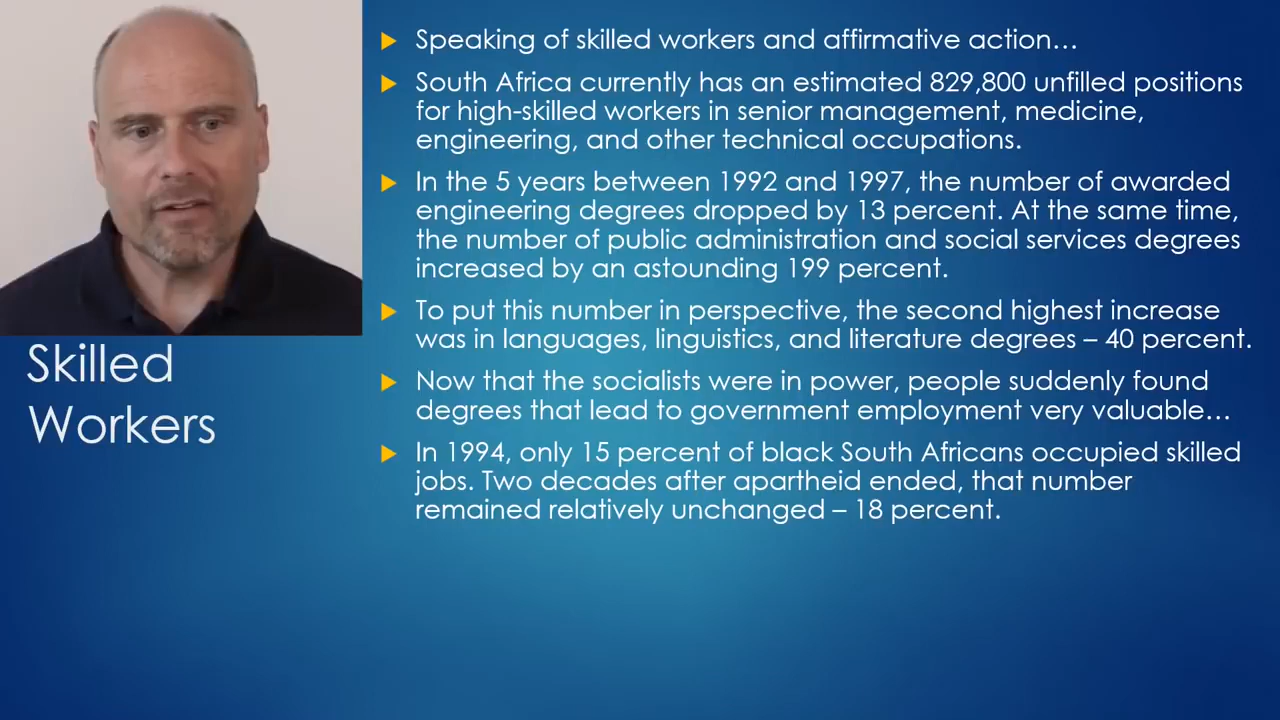 Speaking of skilled workers and affirmative action…
South Africa currently has an estimated 829,800 unfilled positions
for high-skilled workers in senior management, medicine,
engineering, and other technical occupations.
In the 5 years between 1992 and 1997, the number of awarded
engineering degrees dropped by 13 percent. At the same time,
the number of public administration and social services degrees
increased by an astounding 199 percent.
To put this number in perspective, the second highest increase
was in languages, linguistics, and literature degrees – 40 percent.
Now that the socialists were in power, people suddenly found
degrees that lead to government employment very valuable…
In 1994, only 15 percent of black South Africans occupied skilled
jobs. Two decades after apartheid ended, that number
remained relatively unchanged – 18 percent.
Skilled
Workers